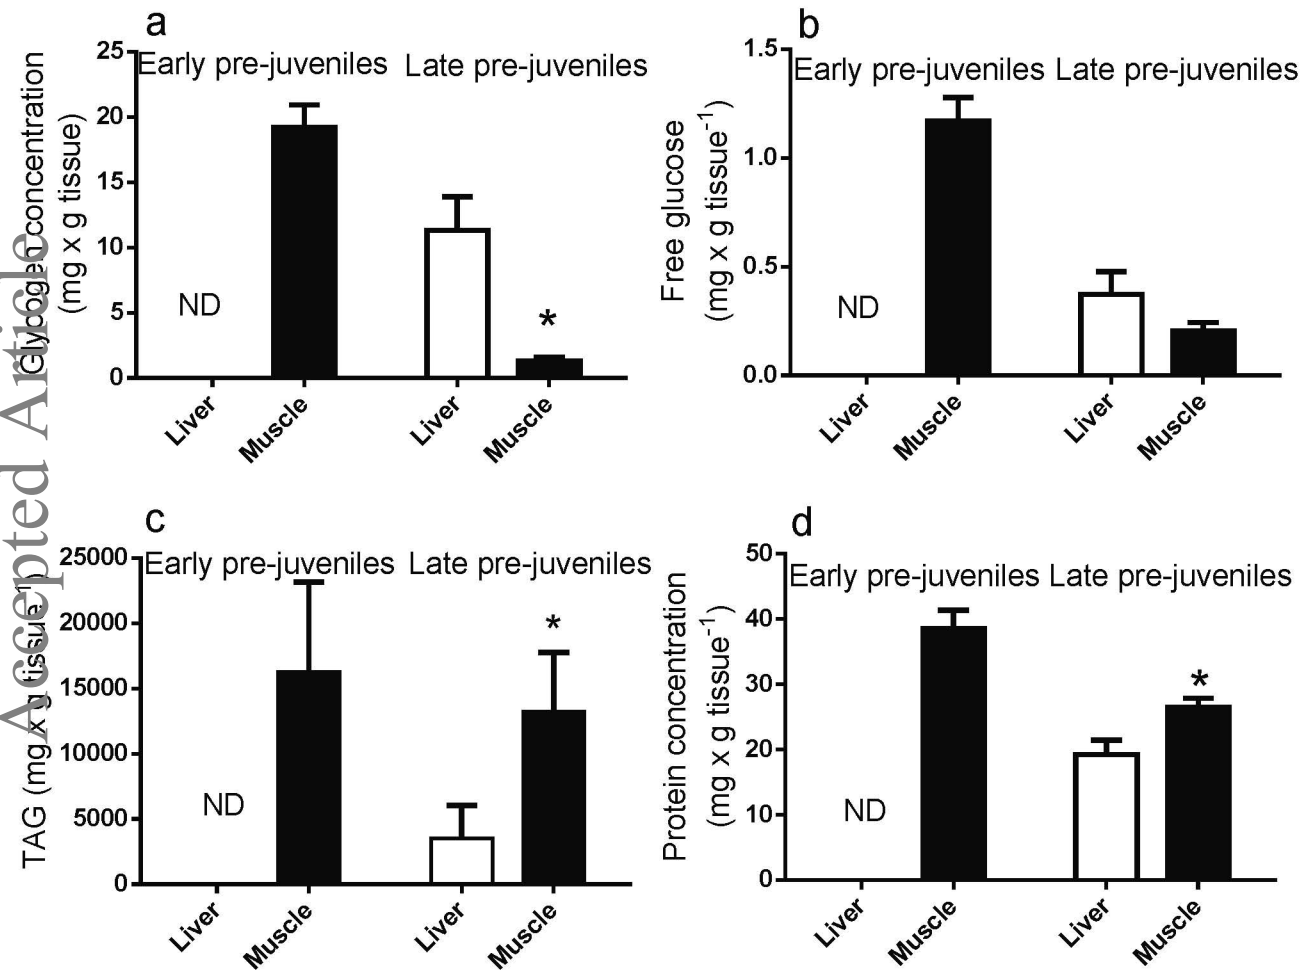 a
Early pre-juveniles Late pre-juveniles
Glycogen concentration
(mg x g tissue)
25
20
15
10
5
0
ND
*
Liver
Muscle
Liver
Muscle
b
Early pre-juveniles Late pre-juveniles
Free glucose
(mg x g tissue⁻¹)
1.5
1.0
0.5
0.0
ND
Liver
Muscle
Liver
Muscle
c
Early pre-juveniles Late pre-juveniles
TAG (mg x g tissue⁻¹)
25000
20000
15000
10000
5000
0
ND
*
Liver
Muscle
Liver
Muscle
d
Early pre-juveniles Late pre-juveniles
Protein concentration
(mg x g tissue⁻¹)
50
40
30
20
10
0
ND
*
Liver
Muscle
Liver
Muscle
Accepted Article